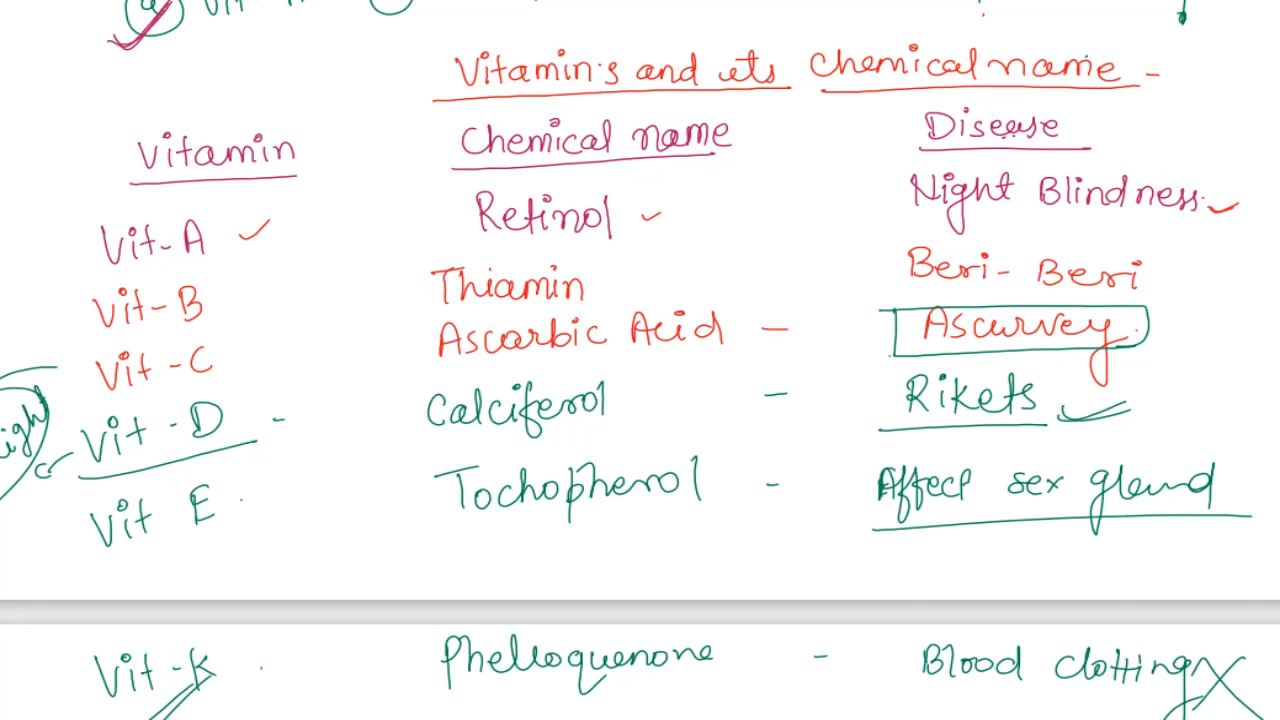 Vitamin's and its Chemical name -
Vitamin Chemical name Disease
Vit-A Retinol Night Blindness.
Vit-B Thiamin Beri-Beri
Vit-C Ascarbic Acid - Ascurvey
Vit-D - Calciferol - Rikets
Vit E Tochopherol - Affect sex gland
Vit-K Phelloquenone - Blood clotting